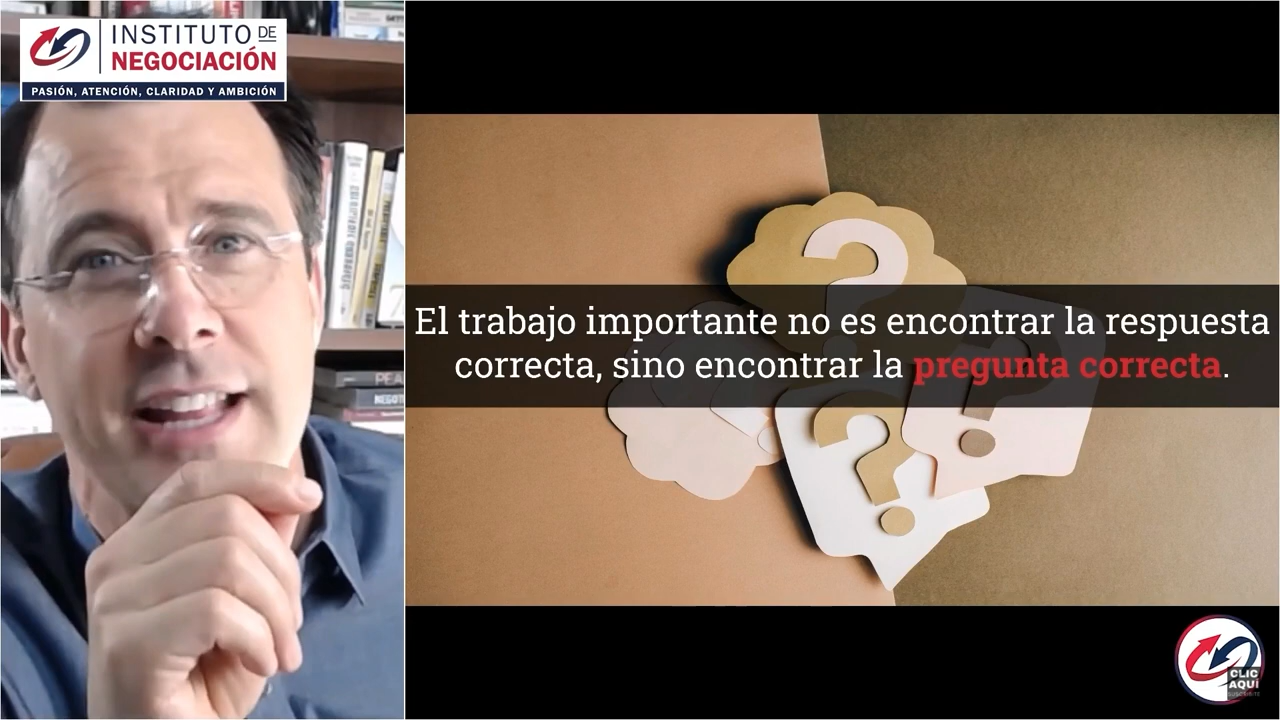 INSTITUTO DE
NEGOCIACIÓN
PASIÓN, ATENCIÓN, CLARIDAD Y AMBICIÓN
El trabajo importante no es encontrar la respuesta
correcta, sino encontrar la pregunta correcta.
CLIC
AQUÍ